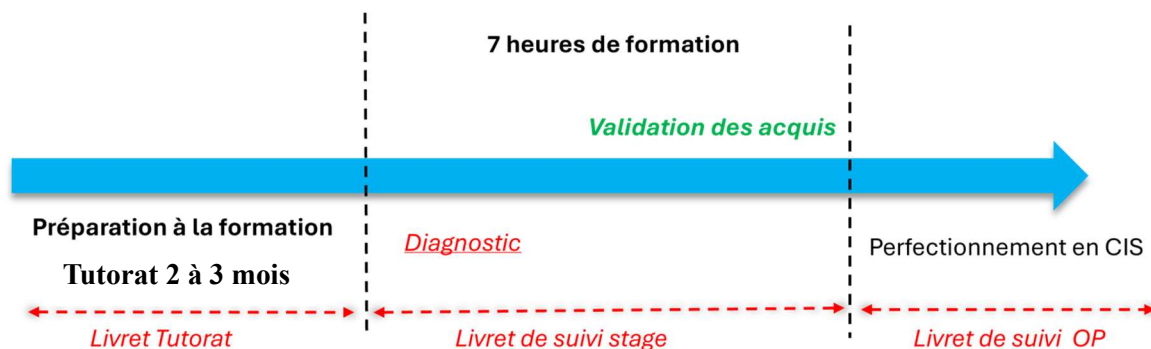 7 heures de formation
Validation des acquis
Préparation à la formation
Tutorat 2 à 3 mois
Diagnostic
Perfectionnement en CIS
Livret Tutorat
Livret de suivi stage
Livret de suivi OP